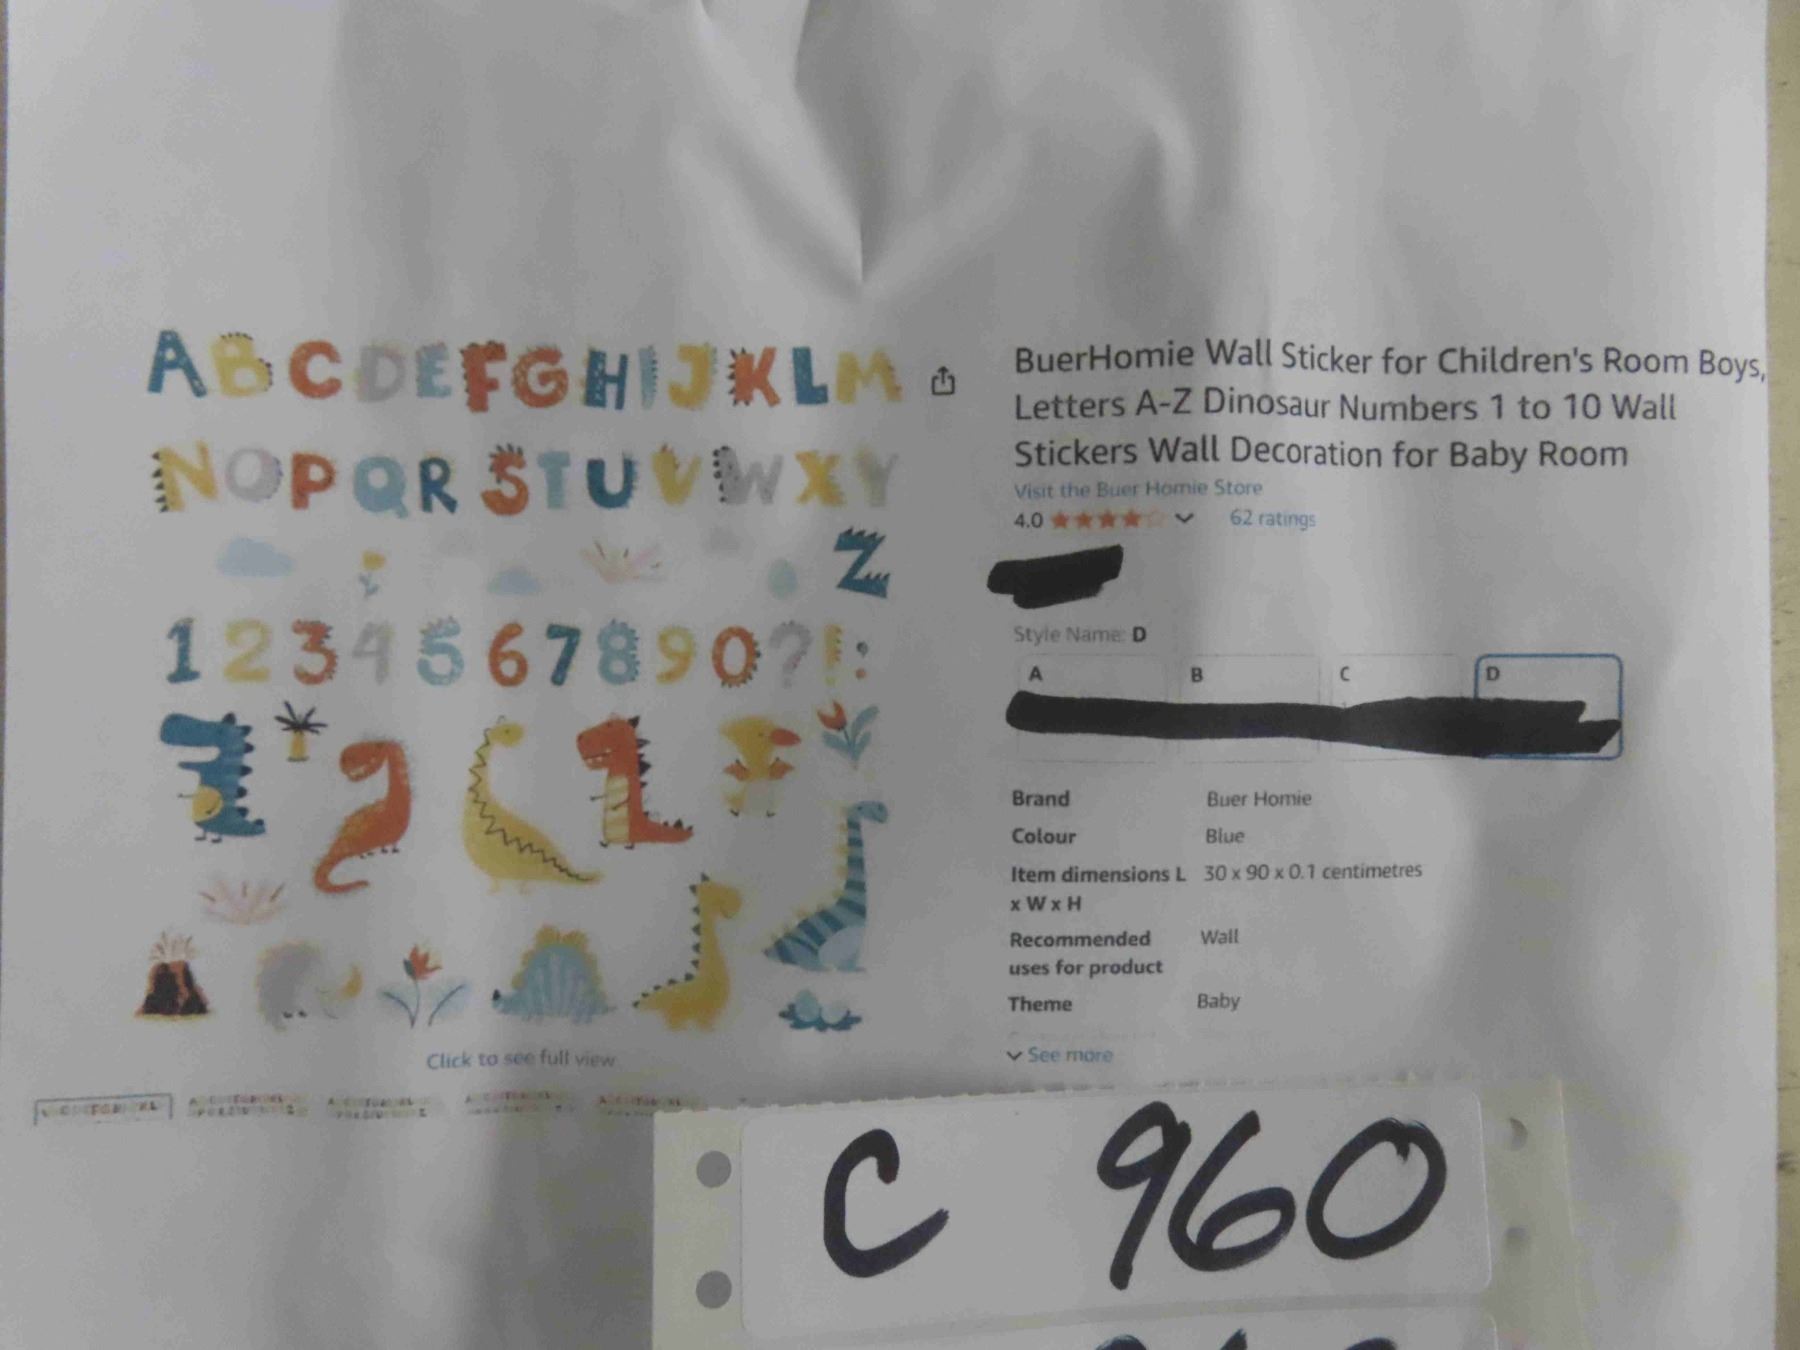 ABCDEFGHIJKLM
NOPQRSTUVWXY
Z
1234567890?!:
Click to see full view
BuerHomie Wall Sticker for Children's Room Boys,
Letters A-Z Dinosaur Numbers 1 to 10 Wall
Stickers Wall Decoration for Baby Room
Visit the Buer Homie Store
4.0 62 ratings
Style Name: D
A B C D
Brand Buer Homie
Colour Blue
Item dimensions L 30 x 90 x 0.1 centimetres
x W x H
Recommended Wall
uses for product
Theme Baby
See more
C 960